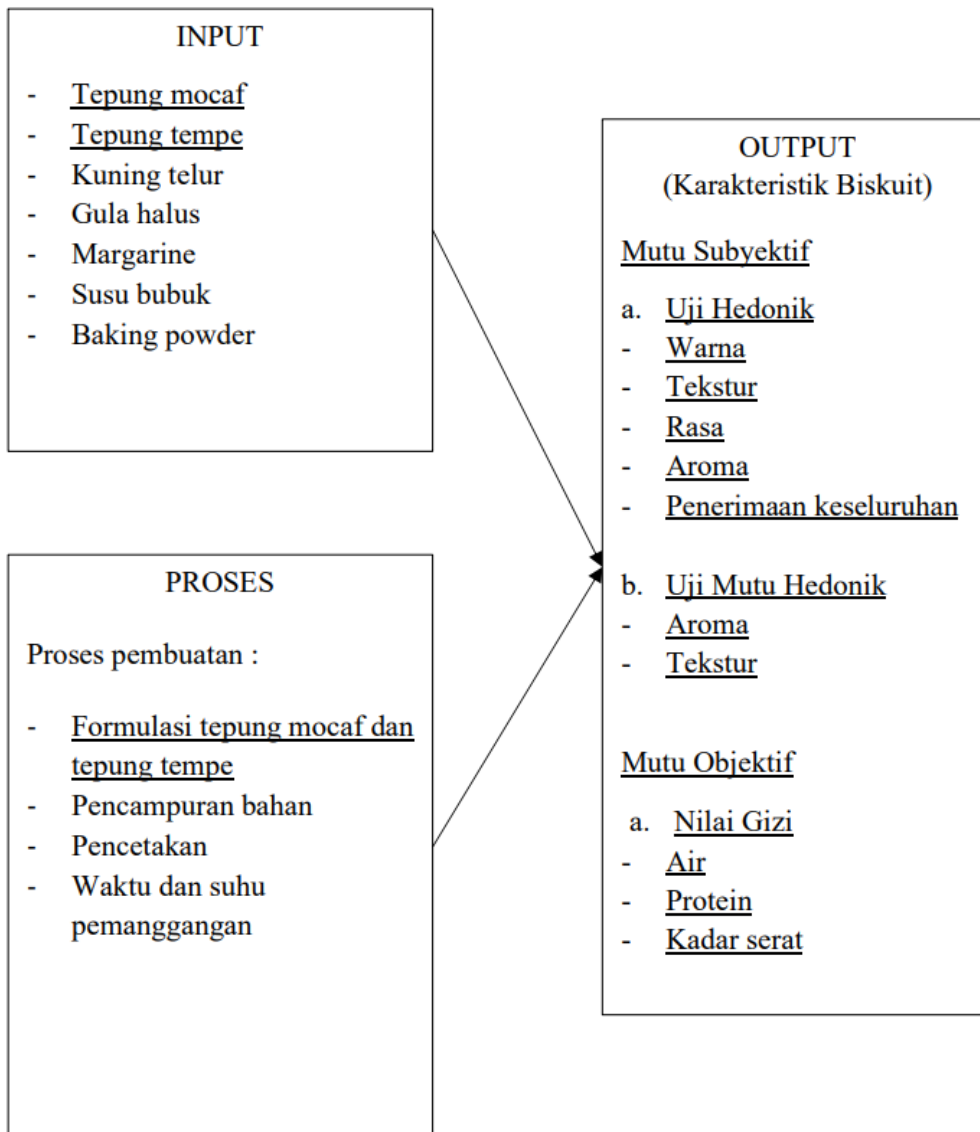 INPUT
- Tepung mocaf
- Tepung tempe
- Kuning telur
- Gula halus
- Margarine
- Susu bubuk
- Baking powder
PROSES
Proses pembuatan :
- Formulasi tepung mocaf dan
tepung tempe
- Pencampuran bahan
- Pencetakan
- Waktu dan suhu
pemanggangan
OUTPUT
(Karakteristik Biskuit)
Mutu Subyektif
a. Uji Hedonik
- Warna
- Tekstur
- Rasa
- Aroma
- Penerimaan keseluruhan
b. Uji Mutu Hedonik
- Aroma
- Tekstur
Mutu Objektif
a. Nilai Gizi
- Air
- Protein
- Kadar serat